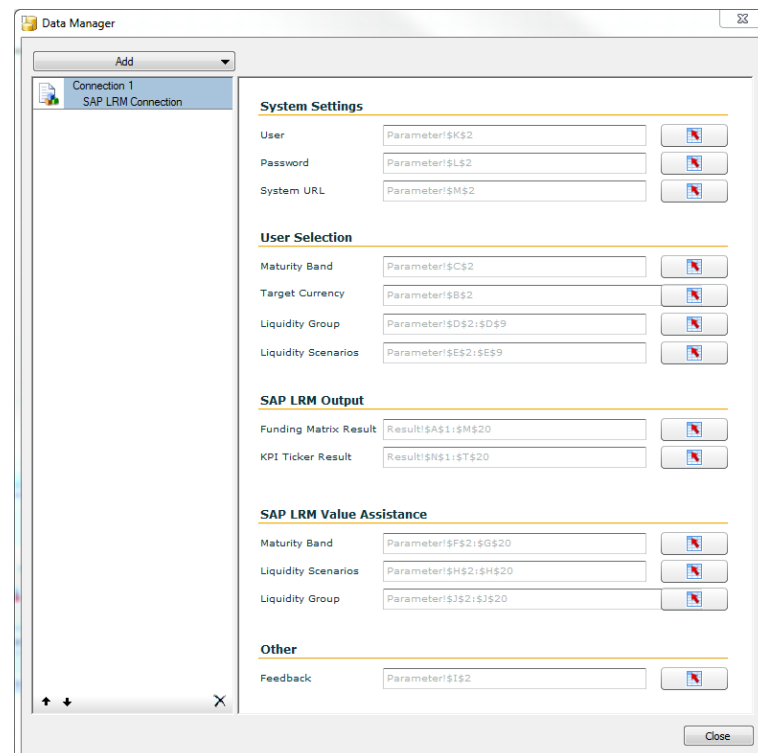 Data Manager
Add
Connection 1
SAP LRM Connection
System Settings
User Parameter!$K$2
Password Parameter!$L$2
System URL Parameter!$M$2
User Selection
Maturity Band Parameter!$C$2
Target Currency Parameter!$B$2
Liquidity Group Parameter!$D$2:$D$9
Liquidity Scenarios Parameter!$E$2:$E$9
SAP LRM Output
Funding Matrix Result Result!$A$1:$M$20
KPI Ticker Result Result!$N$1:$T$20
SAP LRM Value Assistance
Maturity Band Parameter!$F$2:$G$20
Liquidity Scenarios Parameter!$H$2:$H$20
Liquidity Group Parameter!$J$2:$J$20
Other
Feedback Parameter!$I$2
Close